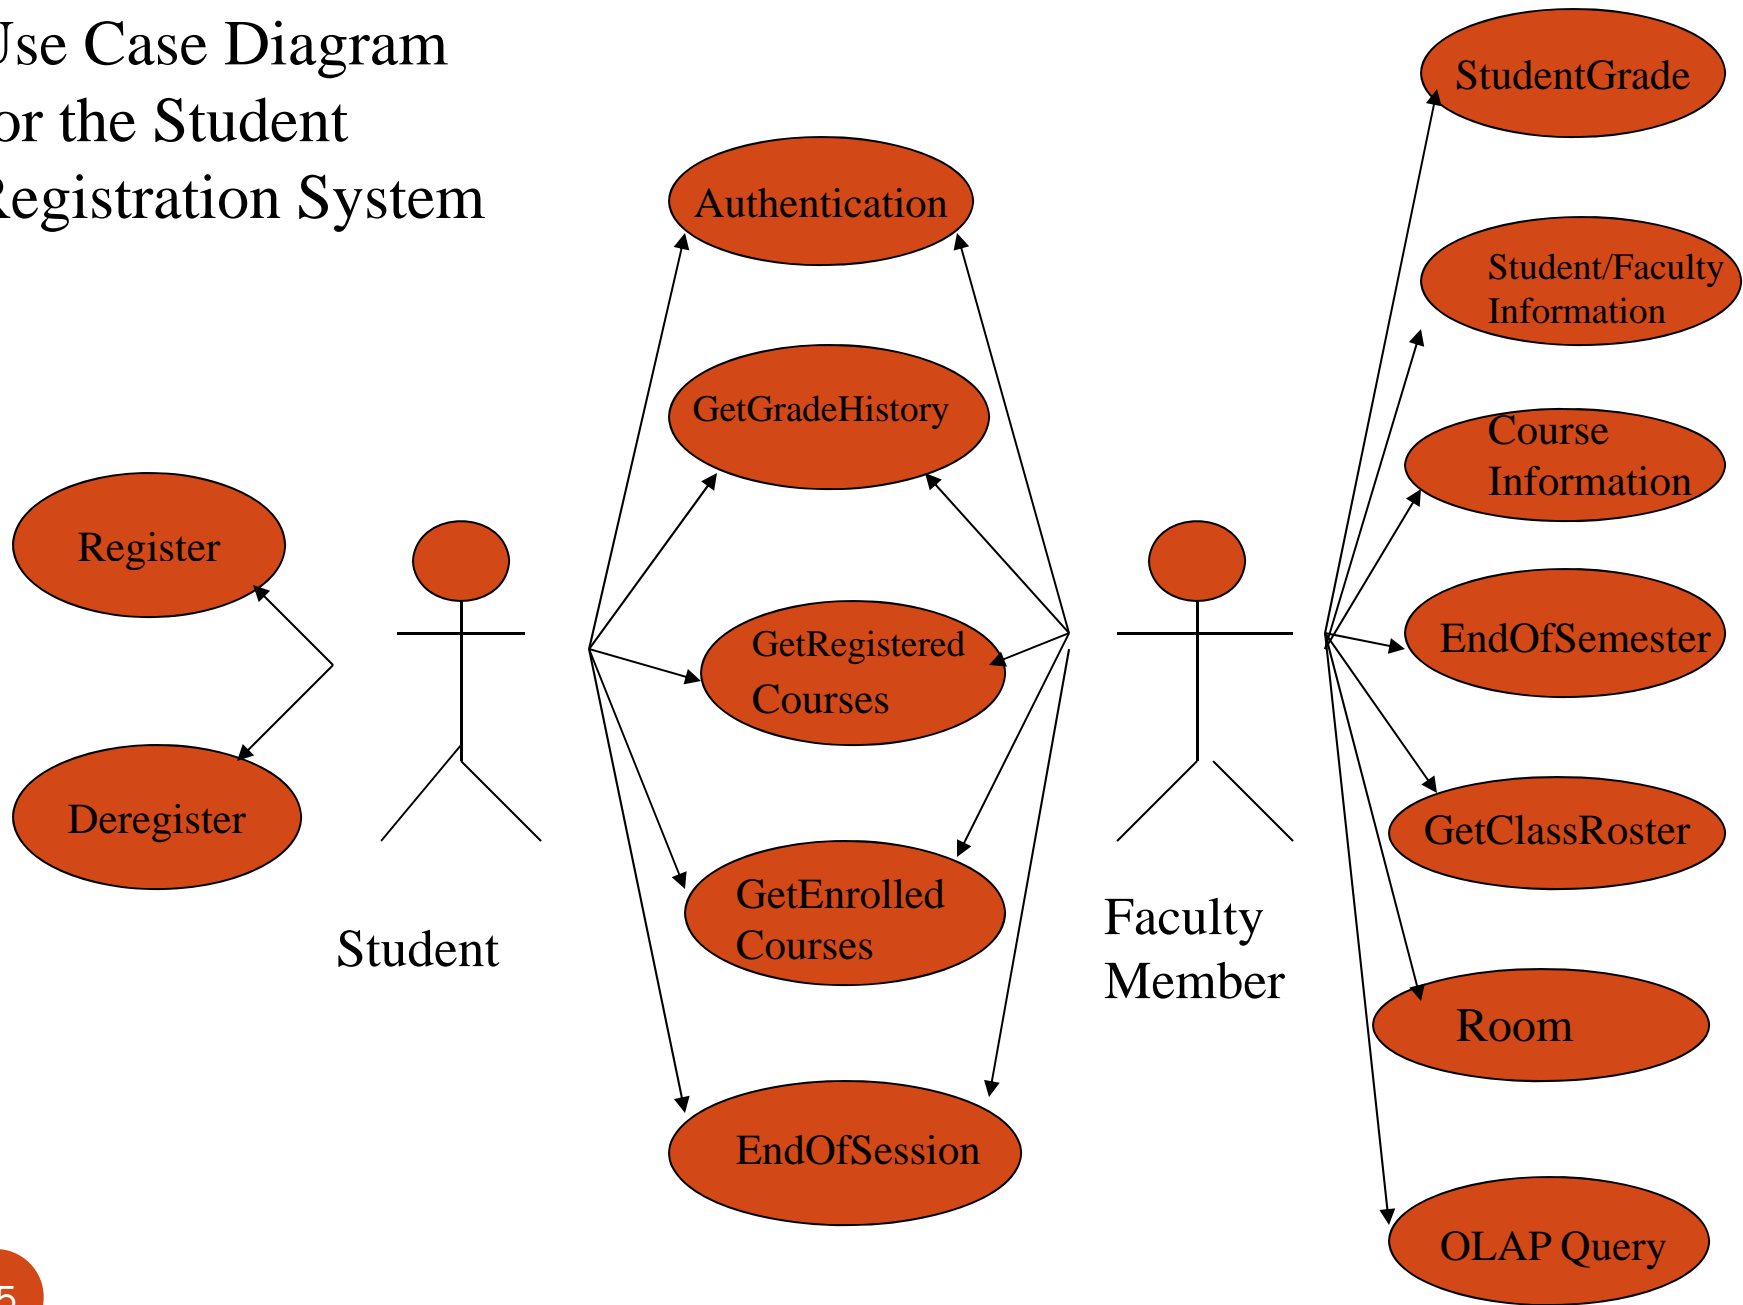 Use Case Diagram
or the Student
Registration System
StudentGrade
Authentication
Student/Faculty
Information
GetGradeHistory
Course
Information
Register
GetRegistered
Courses
EndOfSemester
Deregister
GetClassRoster
GetEnrolled
Courses
Student
Faculty
Member
Room
EndOfSession
OLAP Query
5